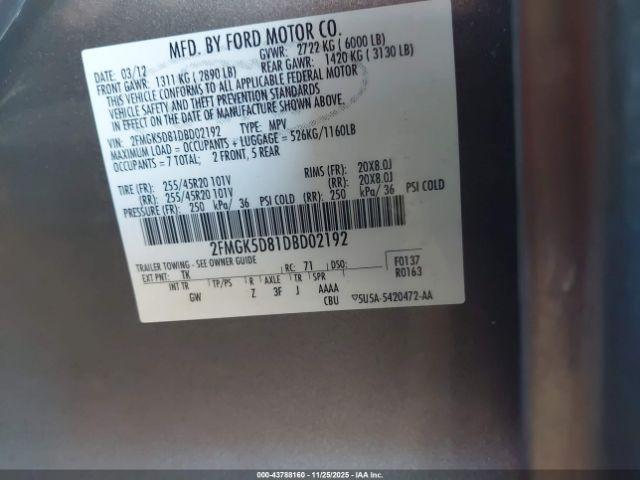 MFD. BY FORD MOTOR CO.
DATE: 03/12 GVWR: 2722 KG ( 6000 LB)
FRONT GAWR: 1311 KG ( 2890 LB) REAR GAWR: 1420 KG ( 3130 LB)
THIS VEHICLE CONFORMS TO ALL APPLICABLE FEDERAL MOTOR
VEHICLE SAFETY AND THEFT PREVENTION STANDARDS
IN EFFECT ON THE DATE OF MANUFACTURE SHOWN ABOVE.
VIN: 2FMGK5D81DBD02192 TYPE: MPV
MAXIMUM LOAD = OCCUPANTS + LUGGAGE = 526KG/1160LB
OCCUPANTS = 7 TOTAL; 2 FRONT, 5 REAR
TIRE (FR): 255/45R20 101V RIMS (FR): 20X8.0J
(RR): 255/45R20 101V (RR): 20X8.0J
PRESSURE (FR): 250 kPa/ 36 PSI COLD (RR): 250 kPa/ 36 PSI COLD
2FMGK5D81DBD02192
TRAILER TOWING - SEE OWNER GUIDE
EXT PNT: TK RC: 71 DSO: F0137
R0163
INT TR TP/PS R AXLE TR SPR
GW Z 3F J AAAA
CBU
5U5A-5420472-AA
000-43788160 - 11/25/2025 - IAAI.com